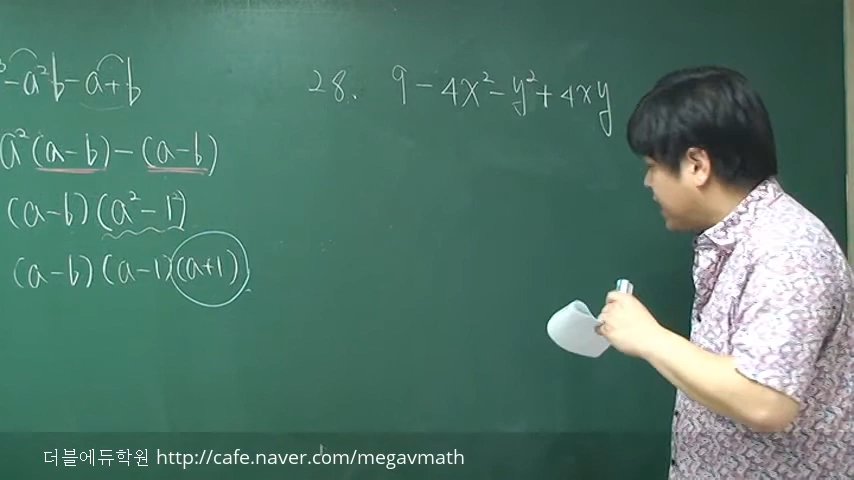 ³-a²b-a+b
a²(a-b)-(a-b)
(a-b)(a²-1²)
(a-b)(a-1)(a+1)
28. 9-4x²-y²+4xy
더블에듀학원 http://cafe.naver.com/megavmath